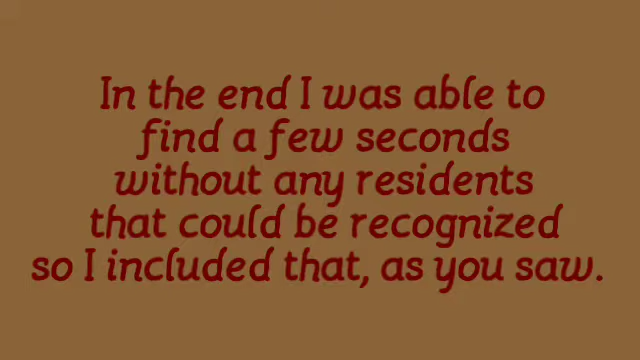 In the end I was able to
find a few seconds
without any residents
that could be recognized
so I included that, as you saw.